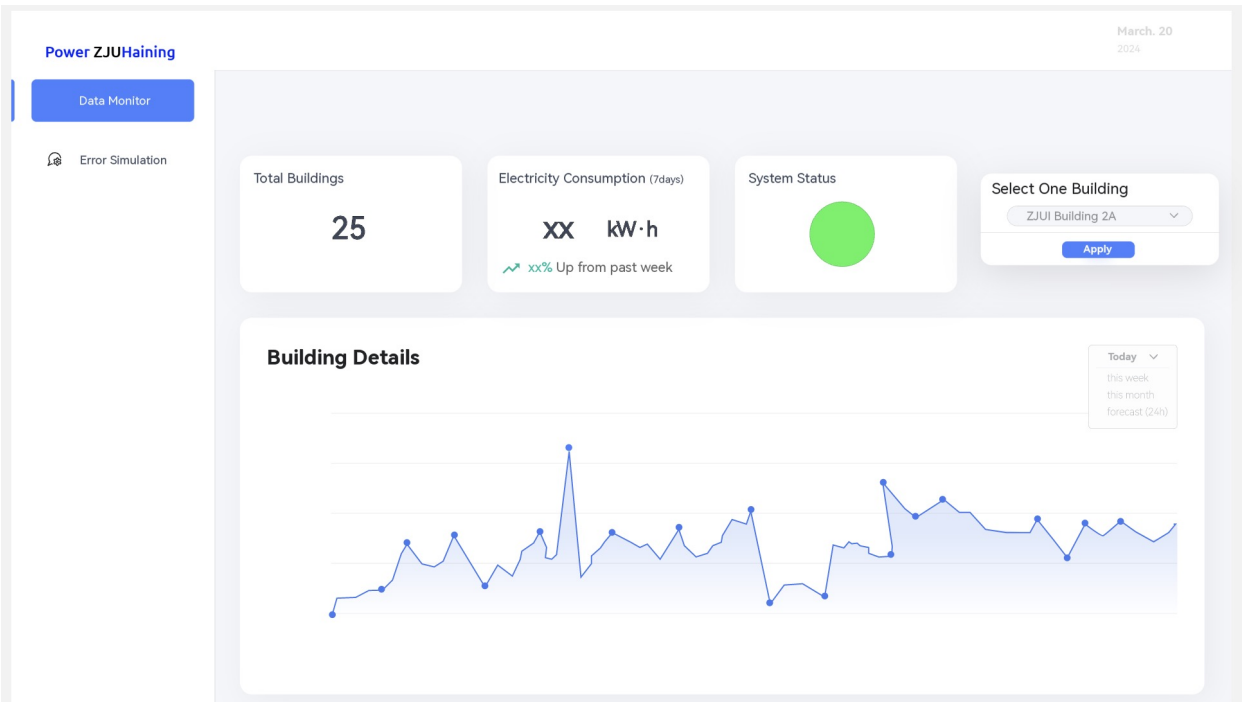 Power ZJUHaining
March. 20
2024
Data Monitor
Error Simulation
Total Buildings
25
Electricity Consumption (7days)
xx kW·h
xx% Up from past week
System Status
Select One Building
ZJUI Building 2A
Apply
Building Details
Today
this week
this month
forecast (24h)